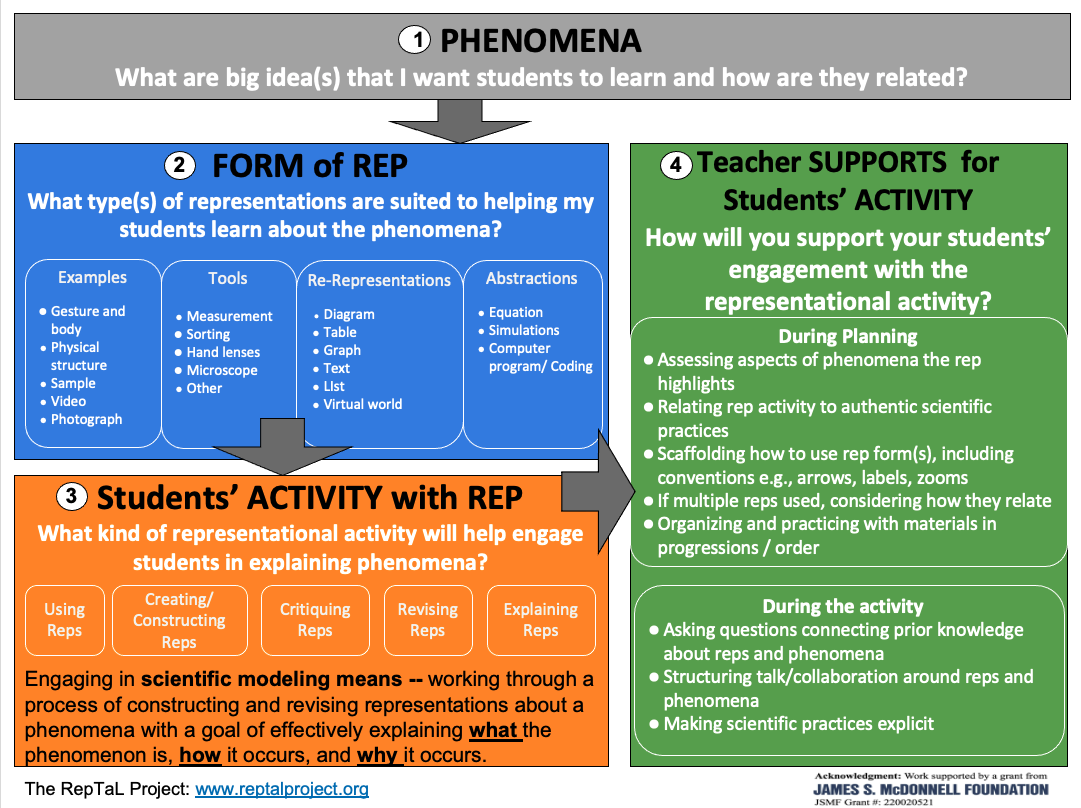 1 PHENOMENA
What are big idea(s) that I want students to learn and how are they related?
2 FORM of REP
What type(s) of representations are suited to helping my
students learn about the phenomena?
Examples
● Gesture and
body
● Physical
structure
● Sample
● Video
● Photograph
Tools
● Measurement
● Sorting
● Hand lenses
● Microscope
● Other
Re-Representations
● Diagram
● Table
● Graph
● Text
● LIst
● Virtual world
Abstractions
● Equation
● Simulations
● Computer
program/ Coding
3 Students’ ACTIVITY with REP
What kind of representational activity will help engage
students in explaining phenomena?
Using
Reps
Creating/
Constructing
Reps
Critiquing
Reps
Revising
Reps
Explaining
Reps
Engaging in scientific modeling means -- working through a
process of constructing and revising representations about a
phenomena with a goal of effectively explaining what the
phenomenon is, how it occurs, and why it occurs.
4 Teacher SUPPORTS for
Students’ ACTIVITY
How will you support your students’
engagement with the
representational activity?
During Planning
● Assessing aspects of phenomena the rep
highlights
● Relating rep activity to authentic scientific
practices
● Scaffolding how to use rep form(s), including
conventions e.g., arrows, labels, zooms
● If multiple reps used, considering how they relate
● Organizing and practicing with materials in
progressions / order
During the activity
● Asking questions connecting prior knowledge
about reps and phenomena
● Structuring talk/collaboration around reps and
phenomena
● Making scientific practices explicit
The RepTaL Project: www.reptalproject.org
Acknowledgment: Work supported by a grant from
JAMES S. McDONNELL FOUNDATION
JSMF Grant #: 220020521